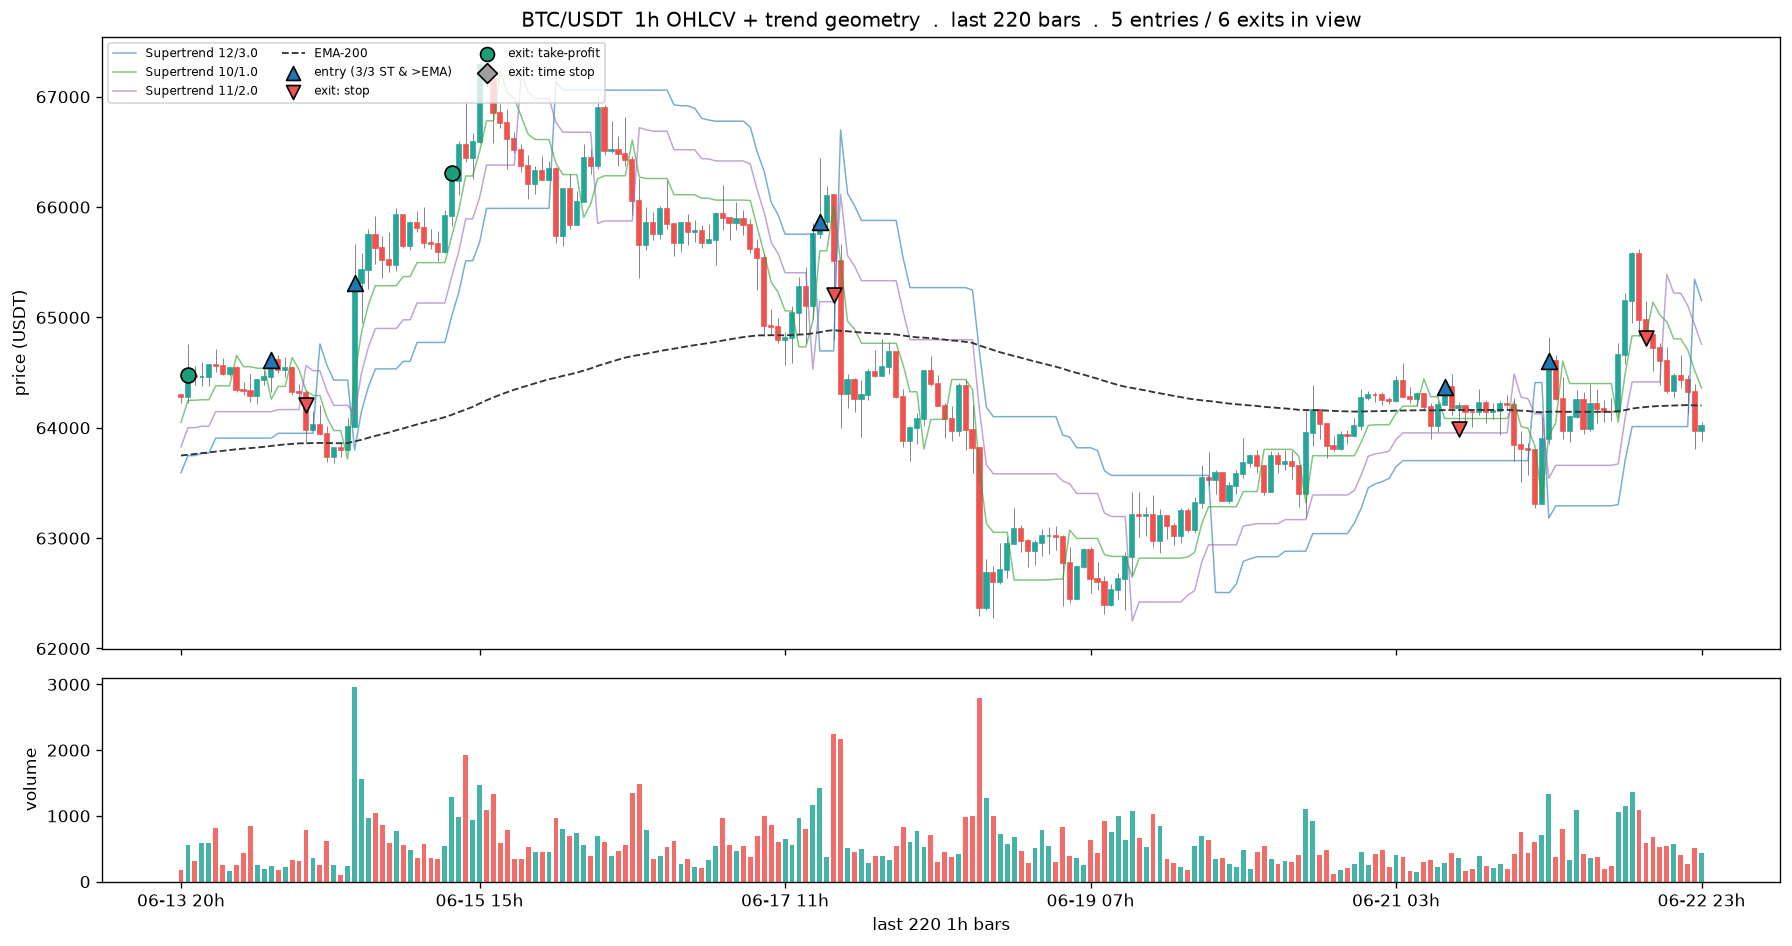 BTC/USDT  1h OHLCV + trend geometry  .  last 220 bars  .  5 entries / 6 exits in view
Supertrend 12/3.0
Supertrend 10/1.0
Supertrend 11/2.0
EMA-200
entry (3/3 ST & >EMA)
exit: stop
exit: take-profit
exit: time stop
price (USDT)
67000
66000
65000
64000
63000
62000
volume
3000
2000
1000
0
06-13 20h
06-15 15h
06-17 11h
06-19 07h
06-21 03h
06-22 23h
last 220 1h bars